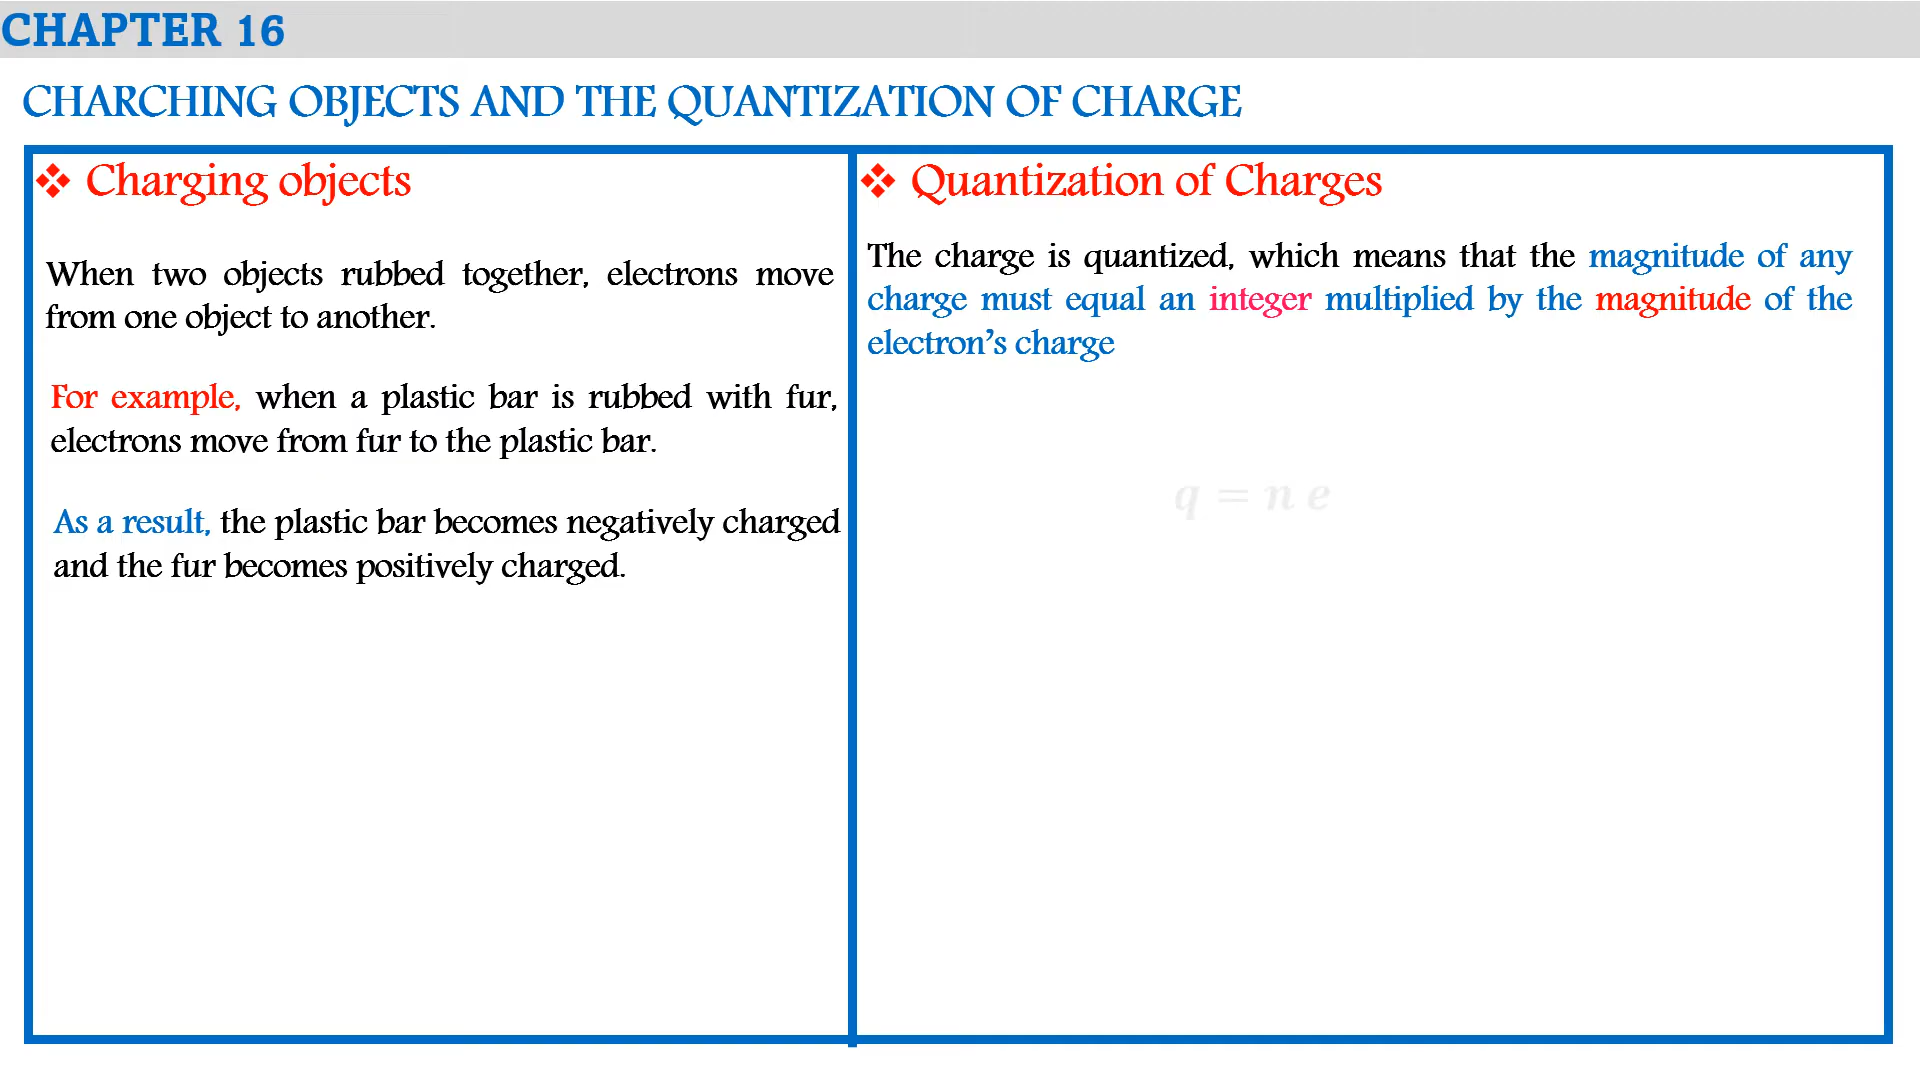 CHAPTER 16
CHARCHING OBJECTS AND THE QUANTIZATION OF CHARGE
❖ Charging objects
When two objects rubbed together, electrons move
from one object to another.
For example, when a plastic bar is rubbed with fur,
electrons move from fur to the plastic bar.
As a result, the plastic bar becomes negatively charged
and the fur becomes positively charged.
❖ Quantization of Charges
The charge is quantized, which means that the magnitude of any
charge must equal an integer multiplied by the magnitude of the
electron’s charge
q = n e